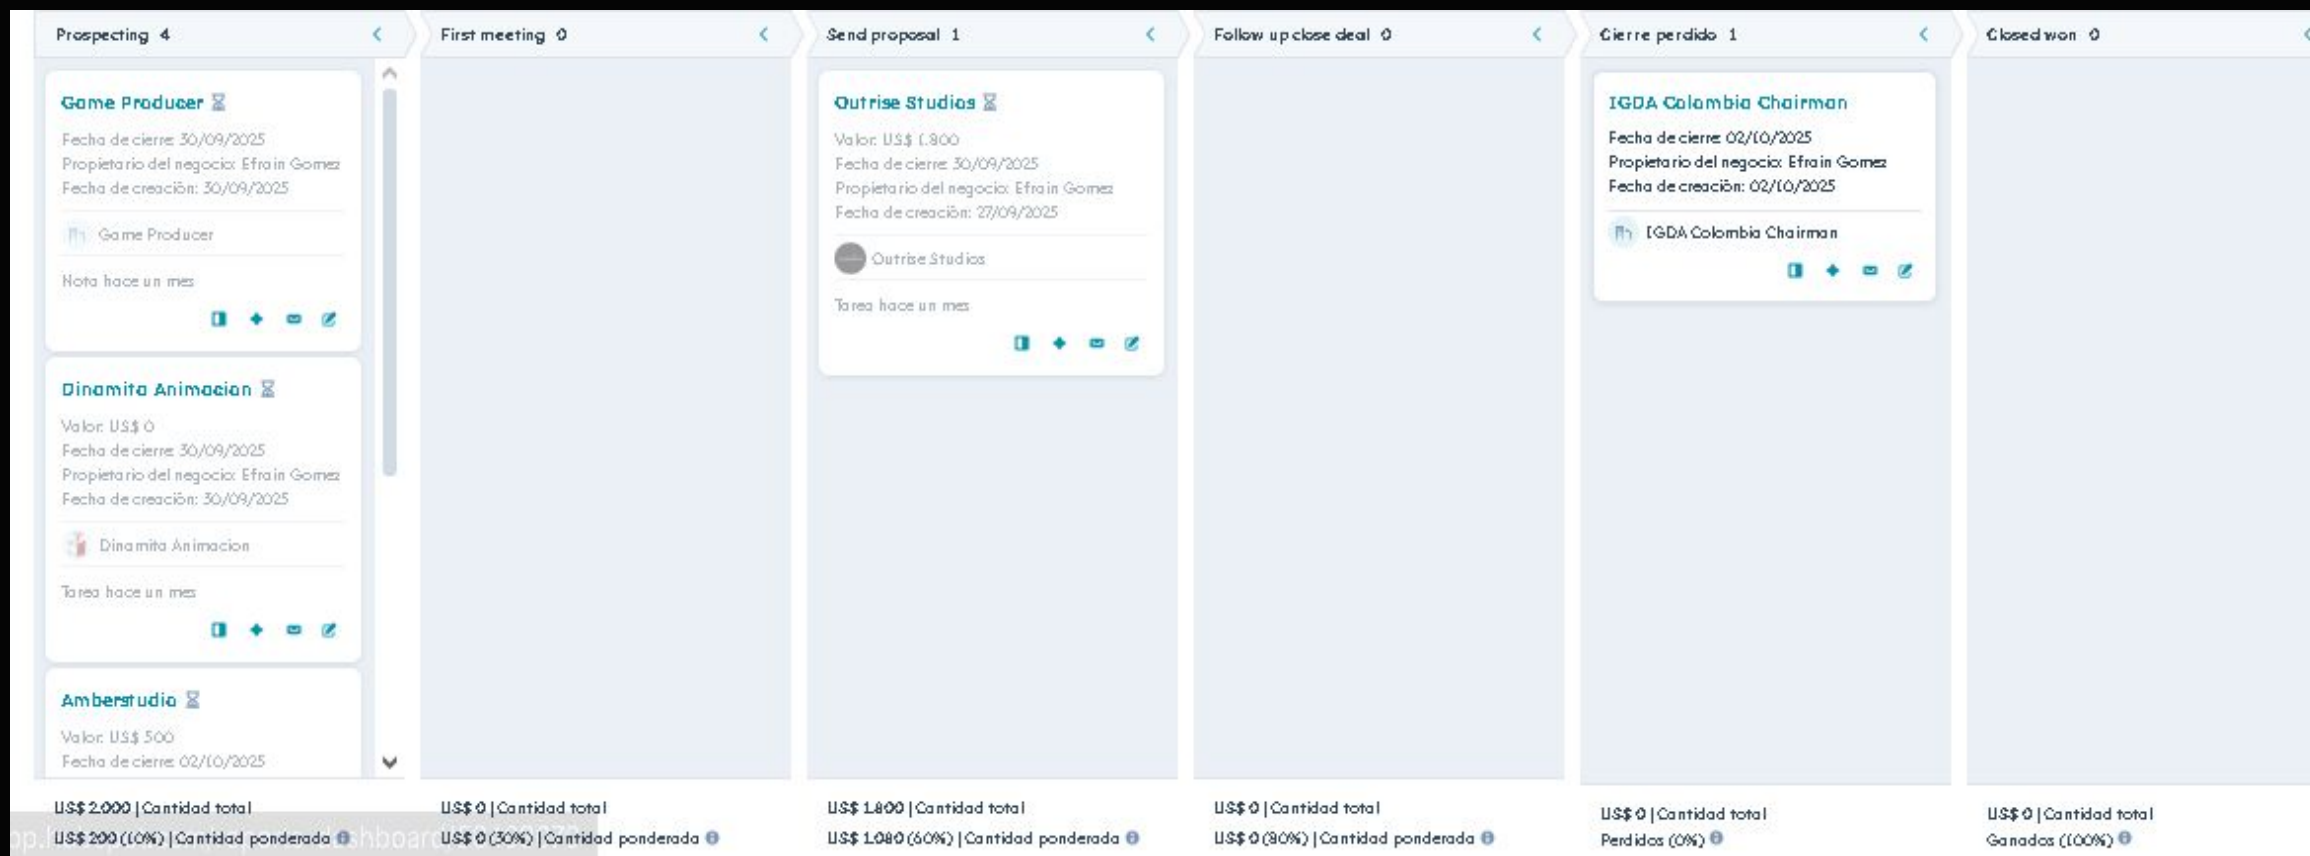 Prospecting 4
Game Producer
Fecha de cierre: 30/09/2025
Propietario del negocio: Efrain Gomez
Fecha de creación: 30/09/2025
Game Producer
Nota hace un mes
Dinamita Animacion
Valor: US$ 0
Fecha de cierre: 30/09/2025
Propietario del negocio: Efrain Gomez
Fecha de creación: 30/09/2025
Dinamita Animacion
Tarea hace un mes
Amberstudio
Valor: US$ 500
Fecha de cierre: 02/10/2025
US$ 2.000 | Cantidad total
US$ 200 (10%) | Cantidad ponderada
First meeting 0
US$ 0 | Cantidad total
US$ 0 (30%) | Cantidad ponderada
Send proposal 1
Outrise Studios
Valor: US$ 1.800
Fecha de cierre: 30/09/2025
Propietario del negocio: Efrain Gomez
Fecha de creación: 27/09/2025
Outrise Studios
Tarea hace un mes
US$ 1.800 | Cantidad total
US$ 1.080 (60%) | Cantidad ponderada
Follow up close deal 0
US$ 0 | Cantidad total
US$ 0 (80%) | Cantidad ponderada
Cierre perdido 1
IGDA Colombia Chairman
Fecha de cierre: 02/10/2025
Propietario del negocio: Efrain Gomez
Fecha de creación: 02/10/2025
IGDA Colombia Chairman
US$ 0 | Cantidad total
Perdidos (0%)
Closed won 0
US$ 0 | Cantidad total
Ganados (100%)